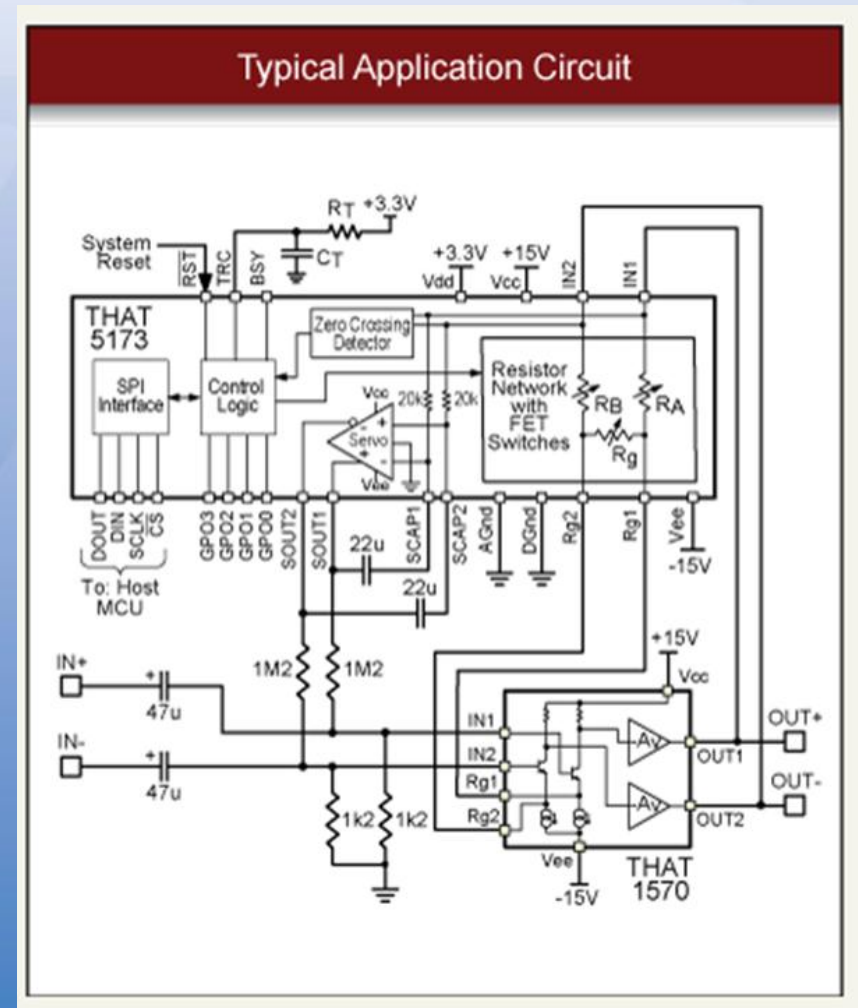 Typical Application Circuit
RT
+3.3V
System
Reset
RST
TRC
BSY
CT
+3.3V
+15V
Vdd
Vcc
IN2
IN1
THAT
5173
Zero Crossing
Detector
SPI
Interface
Control
Logic
Vcc
20k
20k
Servo
Vee
Resistor
Network
with
FET
Switches
RB
RA
Rg
DOUT
DIN
SCLK
CS
GPO3
GPO2
GPO1
GPO0
SOUT2
SOUT1
SCAP1
SCAP2
AGnd
DGnd
Rg2
Rg1
Vee
-15V
To: Host
MCU
22u
22u
1M2
1M2
+15V
Vcc
IN+
+
47u
IN-
+
47u
IN1
IN2
Rg1
Rg2
Av
Av
OUT1
OUT2
OUT+
OUT-
1k2
1k2
Vee
-15V
THAT
1570